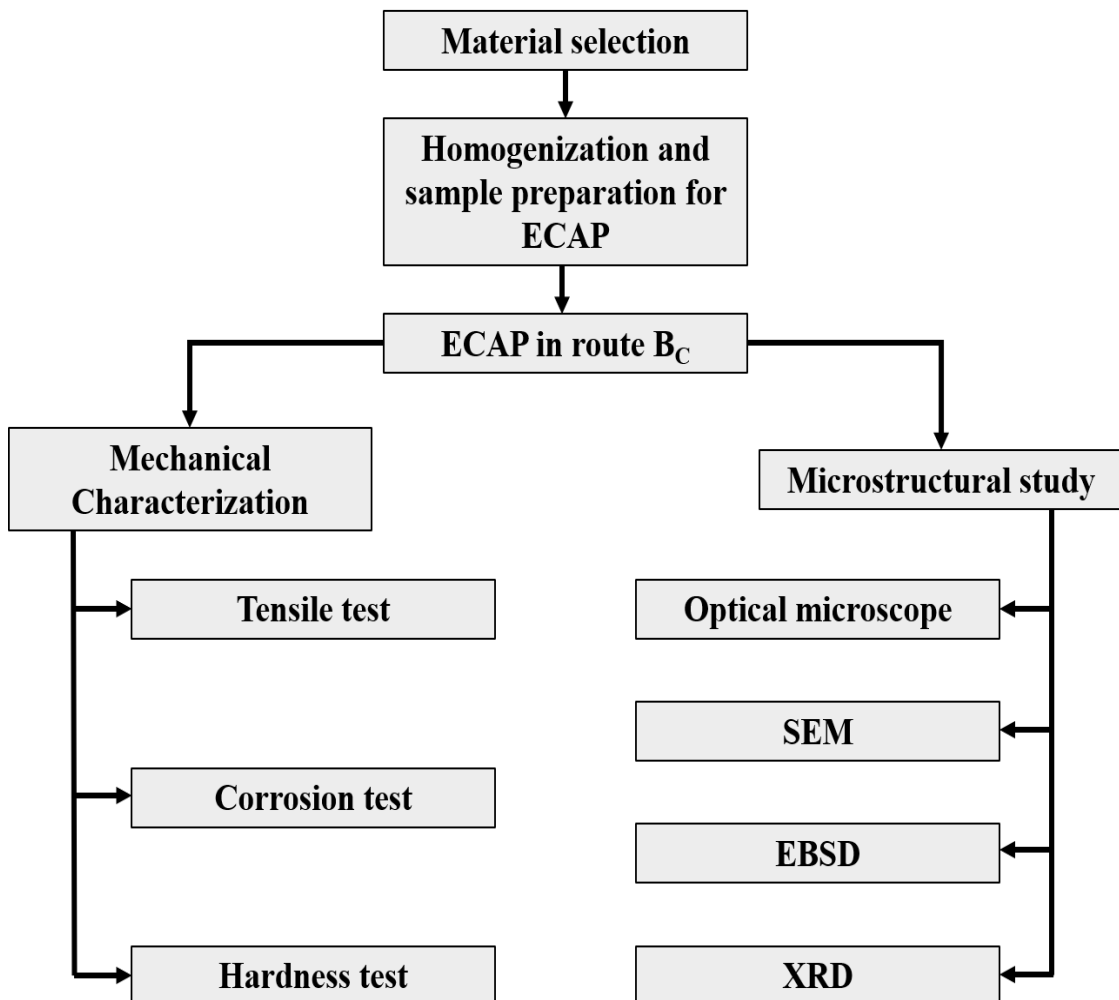 Material selection
Homogenization and
sample preparation for
ECAP
ECAP in route BC
Mechanical
Characterization
Tensile test
Corrosion test
Hardness test
Microstructural study
Optical microscope
SEM
EBSD
XRD